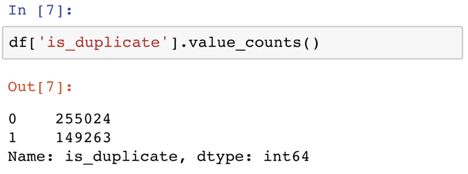 In [7]:
df['is_duplicate'].value_counts()
Out[7]:
0    255024
1    149263
Name: is_duplicate, dtype: int64